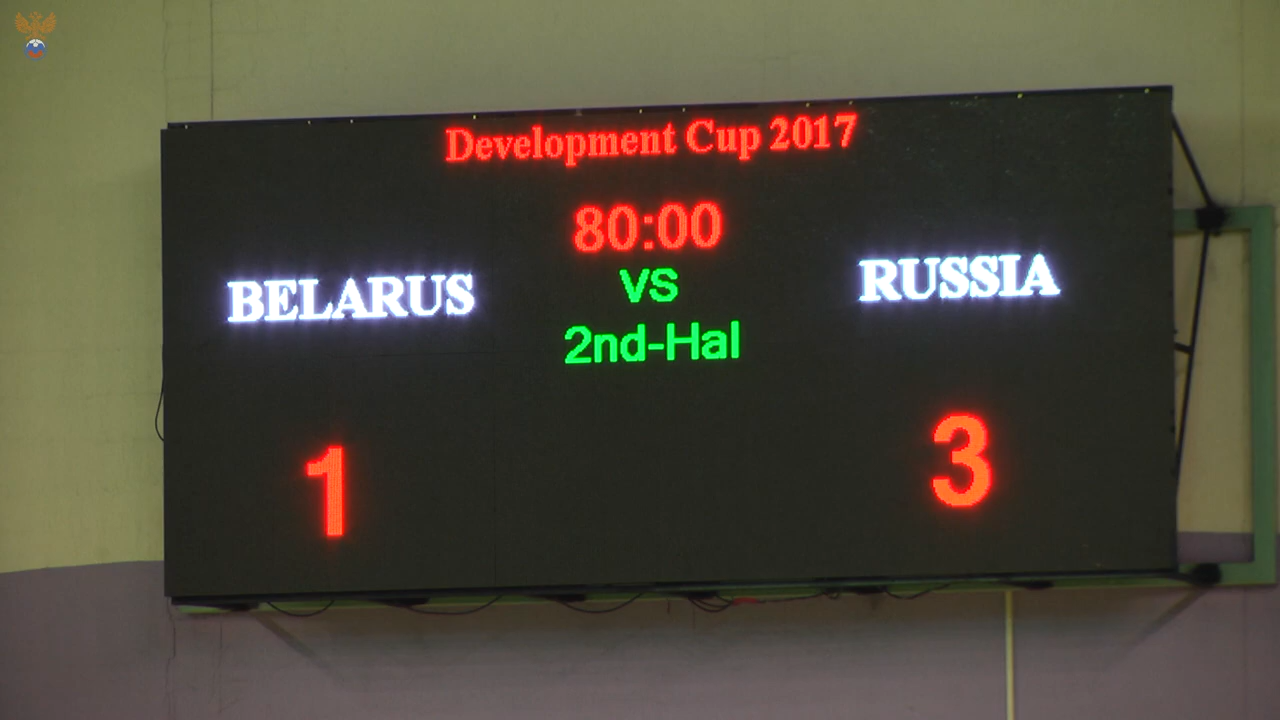 Development Cup 2017
80:00
BELARUS VS RUSSIA
2nd-Hal
1 3